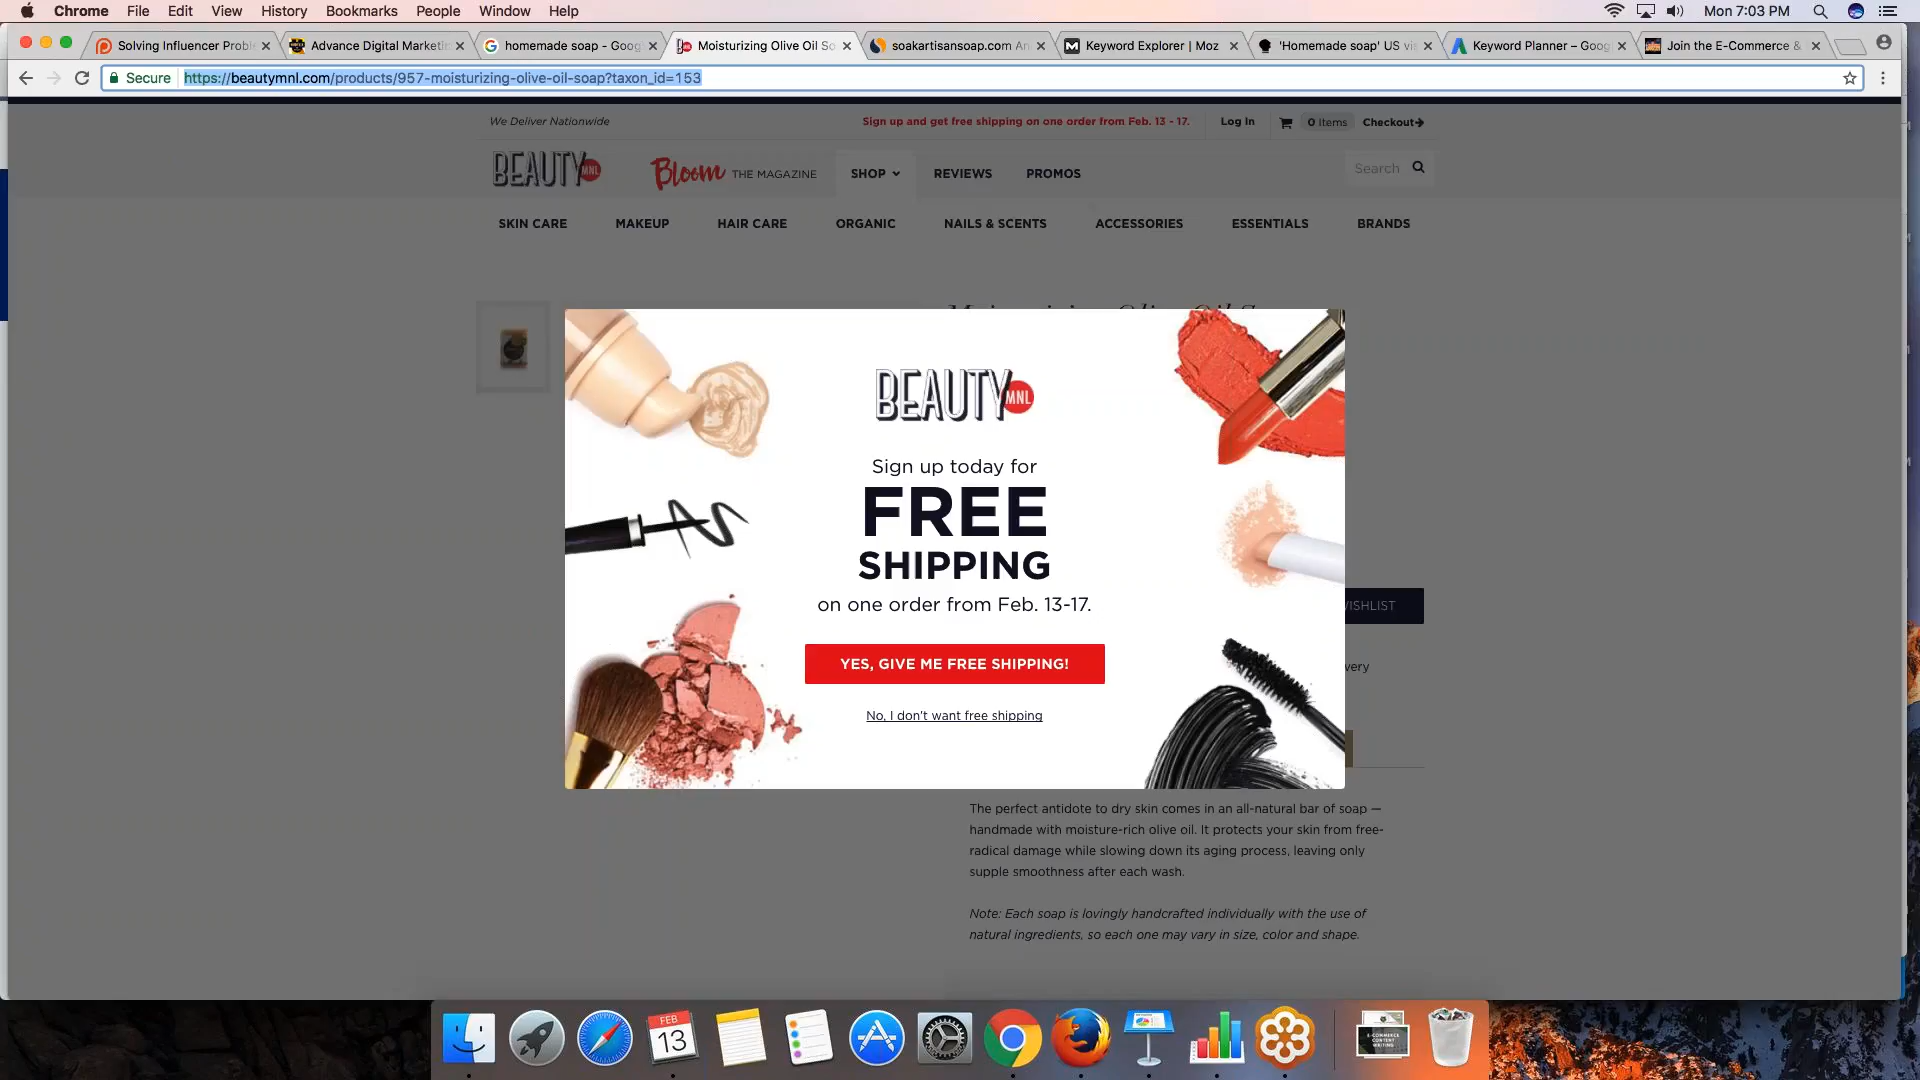 Chrome File Edit View History Bookmarks People Window Help
Mon 7:03 PM
Solving Influencer Probl
Advance Digital Marketin
homemade soap - Goog
Moisturizing Olive Oil So
soakartisansoap.com An
Keyword Explorer | Moz
'Homemade soap' US vi
Keyword Planner – Goog
Join the E-Commerce &
Secure https://beautymnl.com/products/957-moisturizing-olive-oil-soap?taxon_id=153
We Deliver Nationwide
Sign up and get free shipping on one order from Feb. 13 - 17.
Log In
0 Items
Checkout
BEAUTY MNL
Bloom THE MAGAZINE
SHOP
REVIEWS
PROMOS
Search
SKIN CARE MAKEUP HAIR CARE ORGANIC NAILS & SCENTS ACCESSORIES ESSENTIALS BRANDS
BEAUTY MNL
Sign up today for
FREE
SHIPPING
on one order from Feb. 13-17.
YES, GIVE ME FREE SHIPPING!
No, I don't want free shipping
WISHLIST
very
The perfect antidote to dry skin comes in an all-natural bar of soap —
handmade with moisture-rich olive oil. It protects your skin from free-
radical damage while slowing down its aging process, leaving only
supple smoothness after each wash.
Note: Each soap is lovingly handcrafted individually with the use of
natural ingredients, so each one may vary in size, color and shape.
FEB
13
E-COMMERCE
CONTENT
WRITING